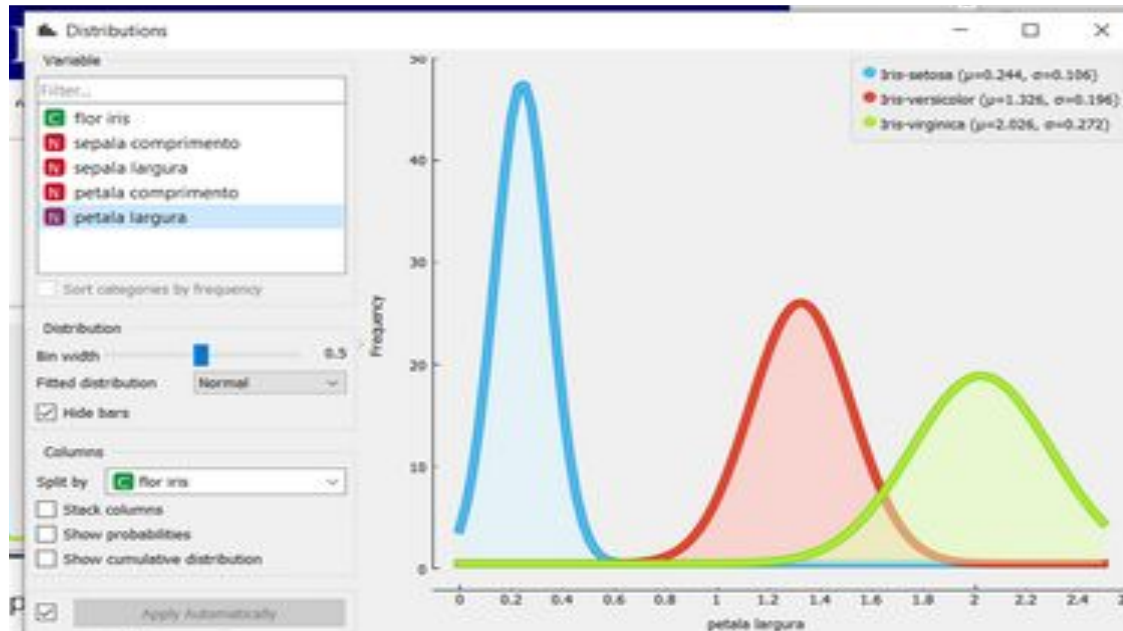 Distributions
Variable
Filter...
C flor iris
N sepala comprimento
N sepala largura
N petala comprimento
N petala largura
Sort categories by frequency
Distribution
Bin width 0.5
Fitted distribution Normal
Hide bars
Columns
Split by C flor iris
Stack columns
Show probabilities
Show cumulative distribution
Apply Automatically
Iris-setosa (μ=0.244, σ=0.106)
Iris-versicolor (μ=1.326, σ=0.196)
Iris-virginica (μ=2.026, σ=0.272)
50
40
30
20
10
0
Frequency
0 0.2 0.4 0.6 0.8 1 1.2 1.4 1.6 1.8 2 2.2 2.4
petala largura